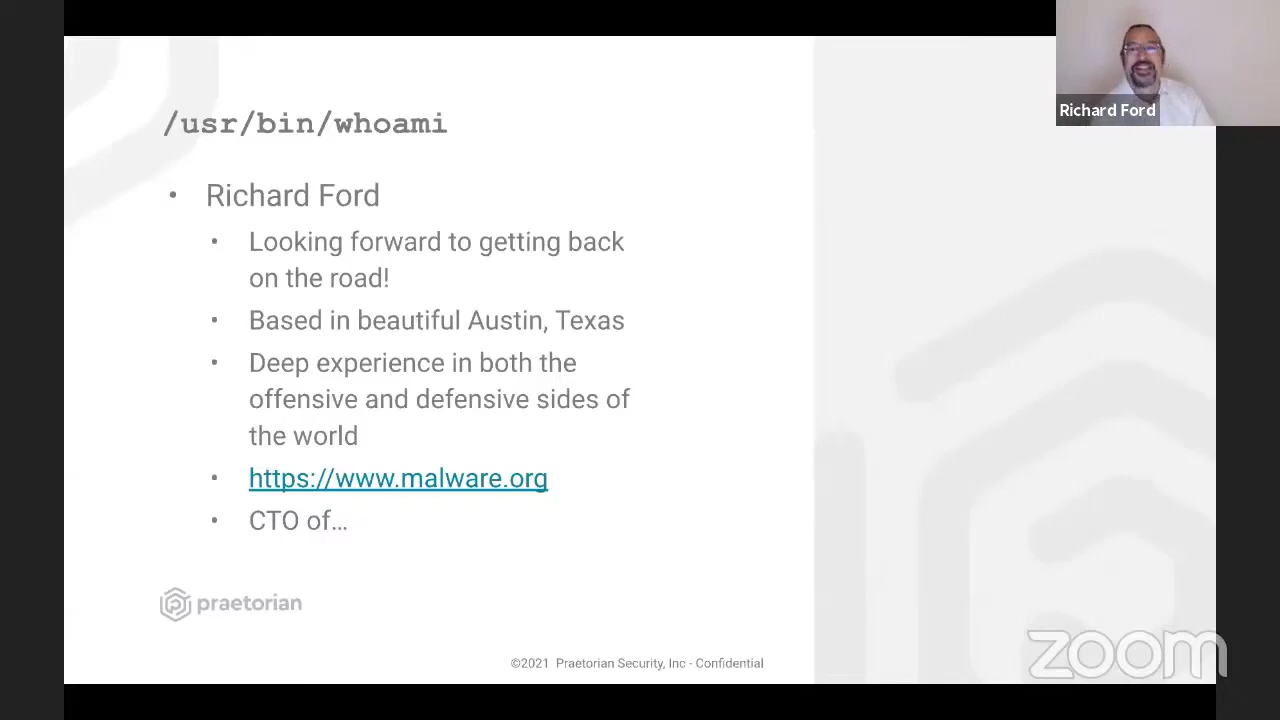 /usr/bin/whoami
Richard Ford
• Richard Ford
• Looking forward to getting back
on the road!
• Based in beautiful Austin, Texas
• Deep experience in both the
offensive and defensive sides of
the world
• https://www.malware.org
• CTO of…
praetorian
©2021 Praetorian Security, Inc - Confidential
zoom